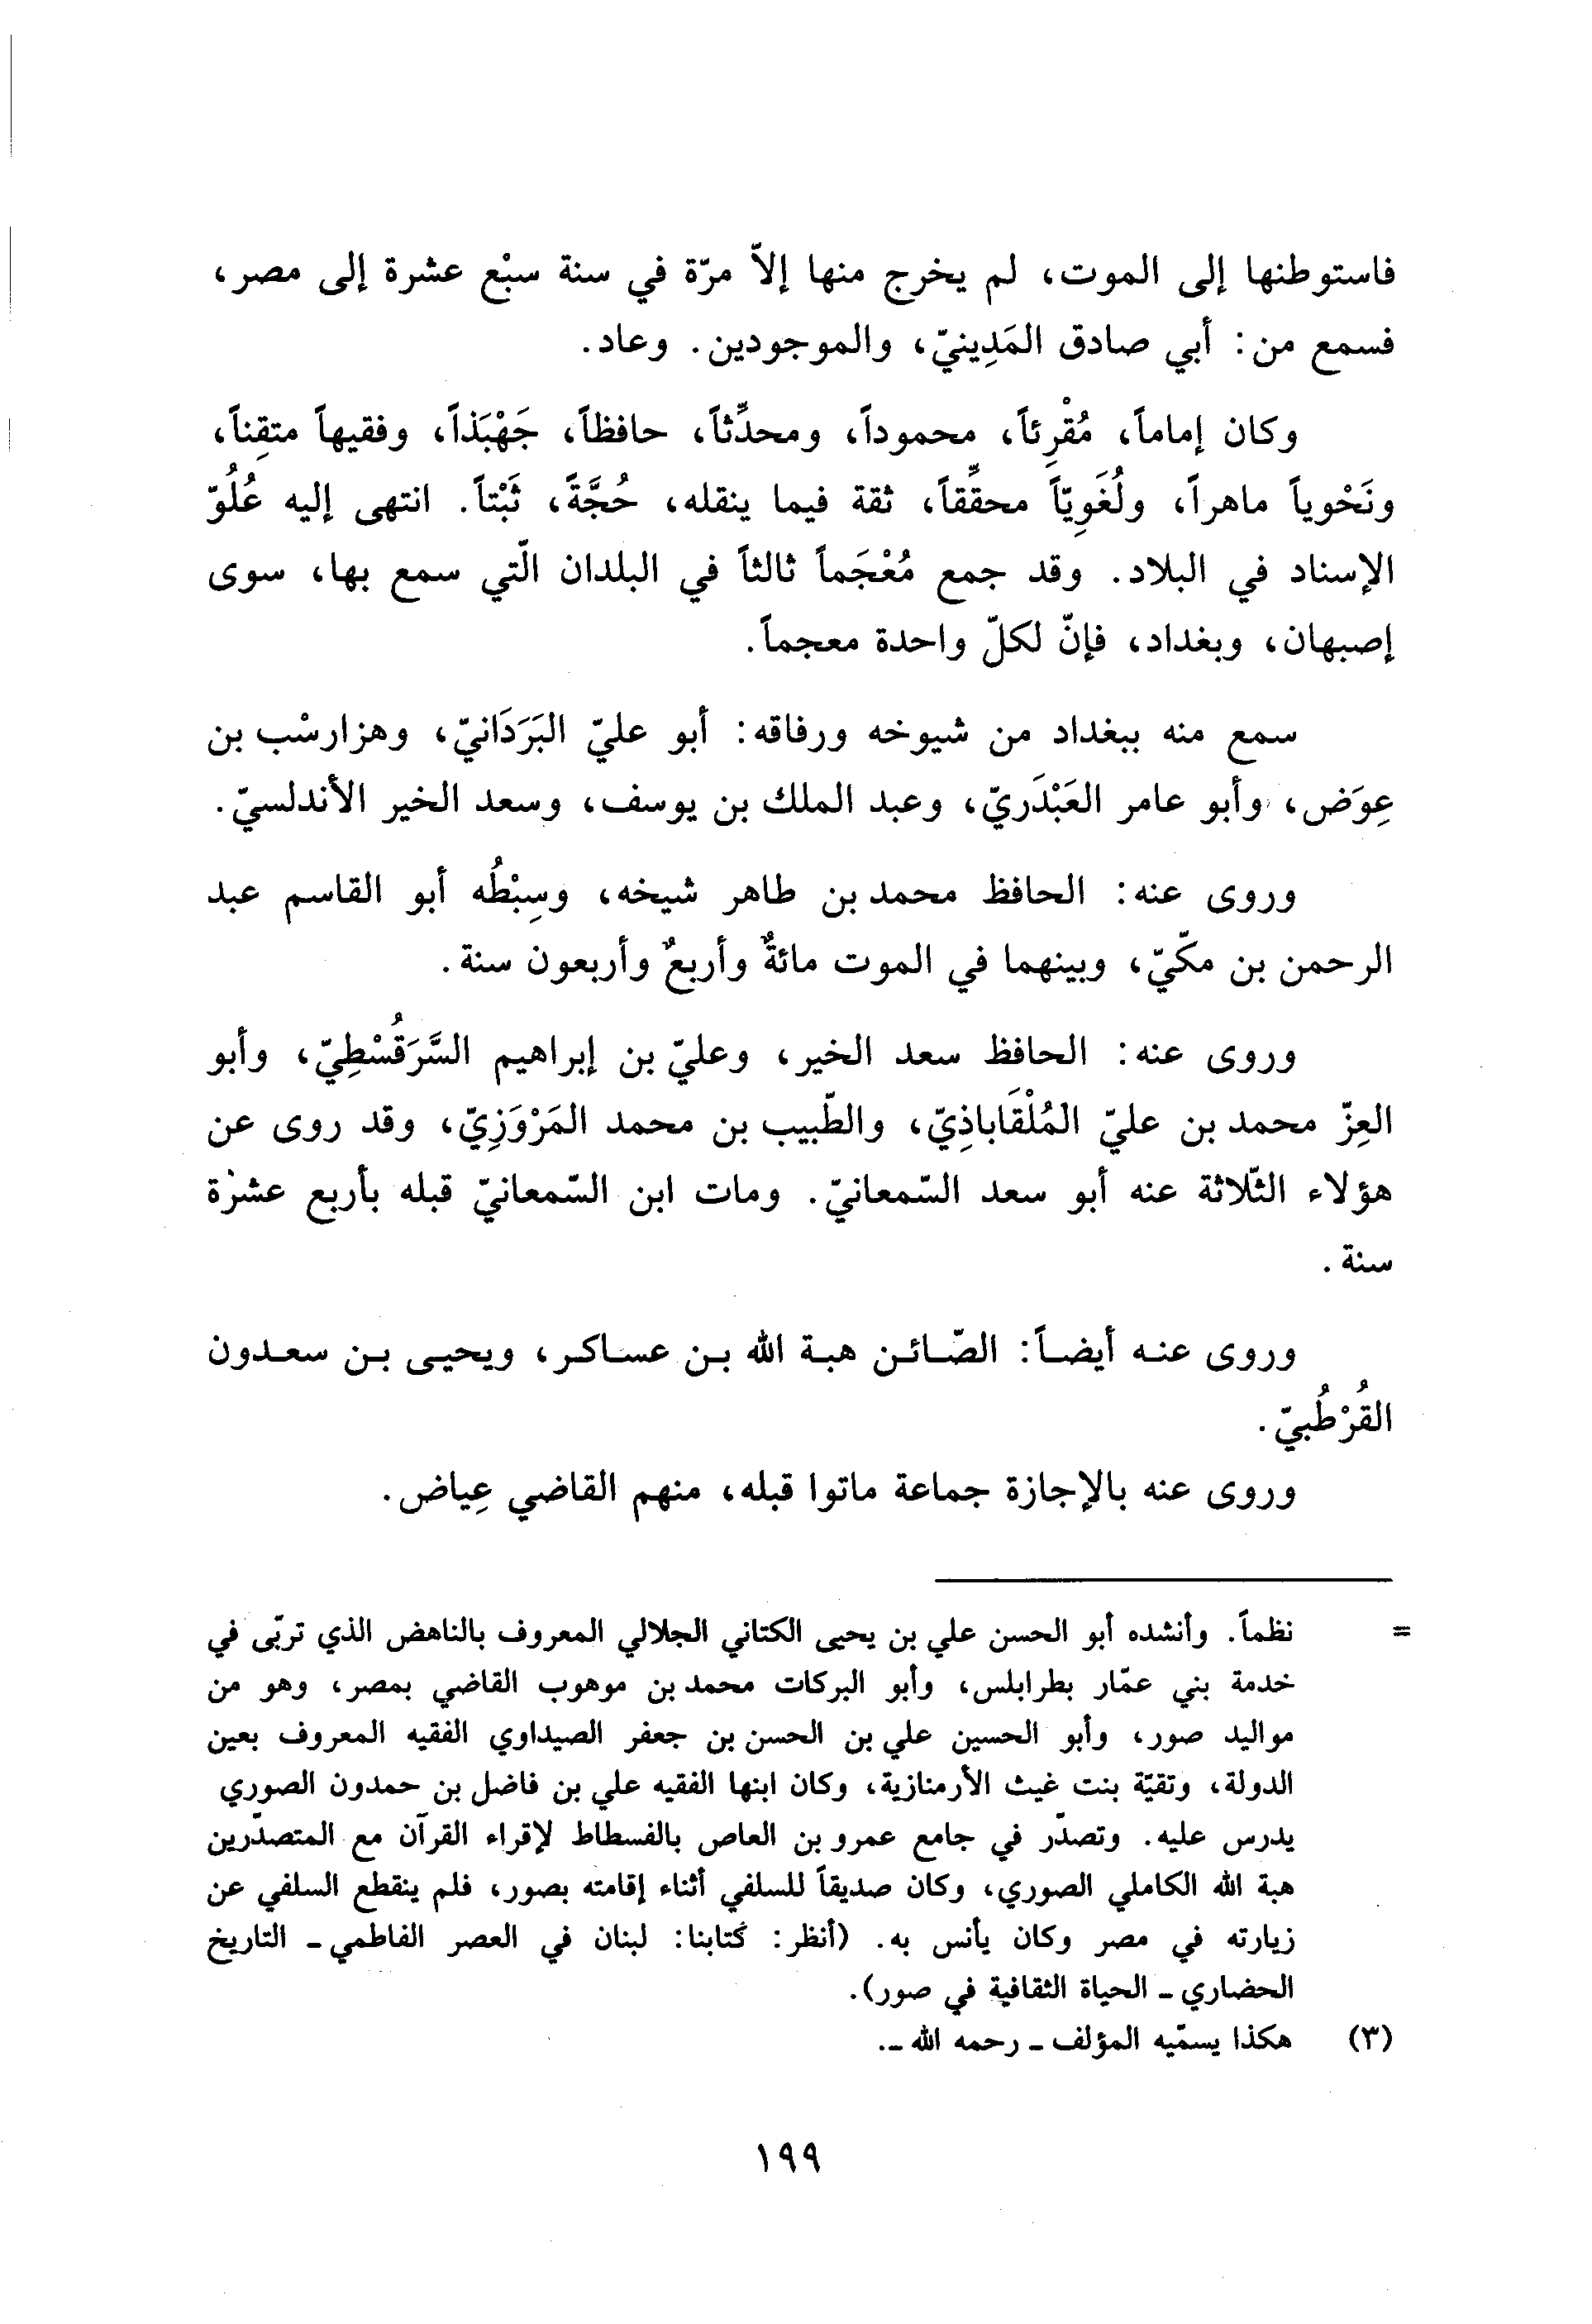 فاستوطنها إلى الموت، لم يخرج منها إلاّ مرّة في سنة سبْع عشرة إلى مصر،
فسمع من: أبي صادق المَدِينيّ، والموجودين. وعاد.
وكان إماماً، مُقْرِئاً، محموداً، ومحدِّثاً، حافظاً، جَهْبَذاً، وفقيهاً متقِناً،
ونَحْوياً ماهراً، ولُغَوِيّاً محقِّقاً، ثقة فيما ينقله، حُجَّةً، ثَبْتاً. انتهى إليه عُلُوّ
الإسناد في البلاد. وقد جمع مُعْجَماً ثالثاً في البلدان الّتي سمع بها، سوى
إصبهان، وبغداد، فإنّ لكلّ واحدة معجماً.
سمع منه ببغداد من شيوخه ورفاقه: أبو عليّ البَرَدَانيّ، وهزارسْب بن
عِوَض، وأبو عامر العَبْدَريّ، وعبد الملك بن يوسف، وسعد الخير الأندلسيّ.
وروى عنه: الحافظ محمد بن طاهر شيخه، وسِبْطُه أبو القاسم عبد
الرحمن بن مكّيّ، وبينهما في الموت مائةٌ وأربعٌ وأربعون سنة.
وروى عنه: الحافظ سعد الخير، وعليّ بن إبراهيم السَّرَقُسْطِيّ، وأبو
العِزّ محمد بن عليّ المُلْقَاباذِيّ، والطّبيب بن محمد المَرْوَزِيّ، وقد روى عن
هؤلاء الثّلاثة عنه أبو سعد السّمعانيّ. ومات ابن السّمعانيّ قبله بأربع عشرة
سنة.
وروى عنه أيضاً: الصّائن هبة الله بن عساكر، ويحيى بن سعدون
القُرْطُبيّ.
وروى عنه بالإجازة جماعة ماتوا قبله، منهم القاضي عِياض.
= نظماً. وأنشده أبو الحسن علي بن يحيى الكتاني الجلالي المعروف بالناهض الذي تربّى في
خدمة بني عمّار بطرابلس، وأبو البركات محمد بن موهوب القاضي بمصر، وهو من
مواليد صور، وأبو الحسين علي بن الحسن بن جعفر الصيداوي الفقيه المعروف بعين
الدولة، وتقيّة بنت غيث الأرمنازية، وكان ابنها الفقيه علي بن فاضل بن حمدون الصوري
يدرس عليه. وتصدّر في جامع عمرو بن العاص بالفسطاط لإقراء القرآن مع المتصدّرين
هبة الله الكاملي الصوري، وكان صديقاً للسلفي أثناء إقامته بصور، فلم ينقطع السلفي عن
زيارته في مصر وكان يأنس به. (أنظر: كتابنا: لبنان في العصر الفاطمي ـ التاريخ
الحضاري ـ الحياة الثقافية في صور).
(٣) هكذا يسمّيه المؤلف ـ رحمه الله ـ.
١٩٩